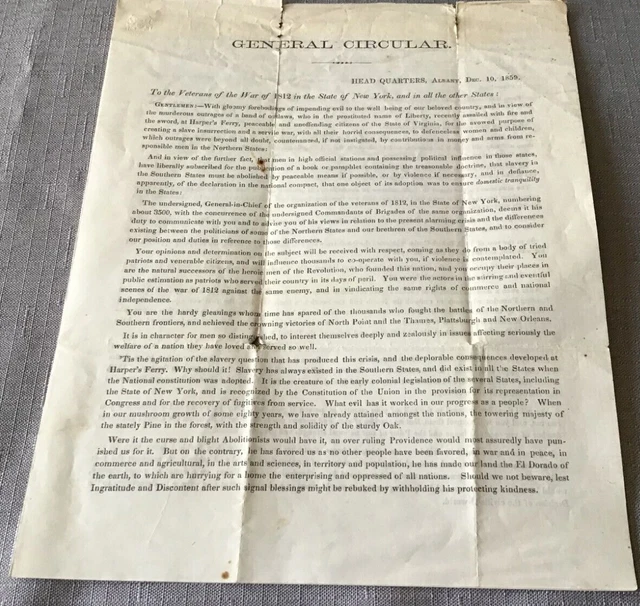 GENERAL CIRCULAR.
HEAD QUARTERS, ALBANY, DEC. 10, 1859.
To the Veterans of the War of 1812 in the State of New York, and in all the other States:
GENTLEMEN:—With gloomy forebodings of impending evil to the well being of our beloved country, and in view of
the murderous outrages of a band of outlaws, who in the prostituted name of Liberty, recently assailed with fire and
the sword, at Harper's Ferry, peaceable and unoffending citizens of the State of Virginia, for the avowed purpose of
creating a slave insurrection and a servile war, with all their horrid consequences, to defenceless women and children,
which outrages were beyond all doubt, countenanced, if not instigated, by contributions in money and arms from re-
sponsible men in the Northern States:
And in view of the further fact, that men in high official stations and possessing political influence in those states,
have liberally subscribed for the publication of a book or pamphlet containing the treasonable doctrine, that slavery in
the Southern States must be abolished by peaceable means if possible, or by violence if necessary, and in defiance,
apparently, of the declaration in the national compact, that one object of its adoption was to ensure domestic tranquility
in the States:
The undersigned, General-in-Chief of the organization of the veterans of 1812, in the State of New York, numbering
about 3500, with the concurrence of the undersigned Commandants of Brigades of the same organization, deems it his
duty to communicate with you and to advise you of his views in relation to the present alarming crisis and the differences
existing between the politicians of some of the Northern States and our brethren of the Southern States, and to consider
our position and duties in reference to those differences.
Your opinions and determination on the subject will be received with respect, coming as they do from a body of tried
patriots and venerable citizens, and will influence thousands to co-operate with you, if violence is contemplated. You
are the natural successors of the heroic men of the Revolution, who founded this nation, and you occupy their places in
public estimation as patriots who served their country in its days of peril. You were the actors in the stirring and eventful
scenes of the war of 1812 against the same enemy, and in vindicating the same rights of commerce and national
independence.
You are the hardy gleanings whom time has spared of the thousands who fought the battles of the Northern and
Southern frontiers, and achieved the crowning victories of North Point and the Thames, Plattsburgh and New Orleans.
It is in character for men so distinguished, to interest themselves deeply and zealously in issues affecting seriously the
welfare of a nation they have loved and served so well.
'Tis the agitation of the slavery question that has produced this crisis, and the deplorable consequences developed at
Harper's Ferry. Why should it! Slavery has always existed in the Southern States, and did exist in all the States when
the National constitution was adopted. It is the creature of the early colonial legislation of the several States, including
the State of New York, and is recognized by the Constitution of the Union in the provision for its representation in
Congress and for the recovery of fugitives from service. What evil has it worked in our progress as a people? When
in our mushroom growth of some eighty years, we have already attained amongst the nations, the towering majesty of
the stately Pine in the forest, with the strength and solidity of the sturdy Oak.
Were it the curse and blight Abolitionists would have it, an over ruling Providence would most assuredly have pun-
ished us for it. But on the contrary, he has favored us as no other people have been favored, in war and in peace, in
commerce and agricultural, in the arts and sciences, in territory and population, he has made our land the El Dorado of
the earth, to which are hurrying for a home the enterprising and oppressed of all nations. Should we not beware, lest
Ingratitude and Discontent after such signal blessings might be rebuked by withholding his protecting kindness.